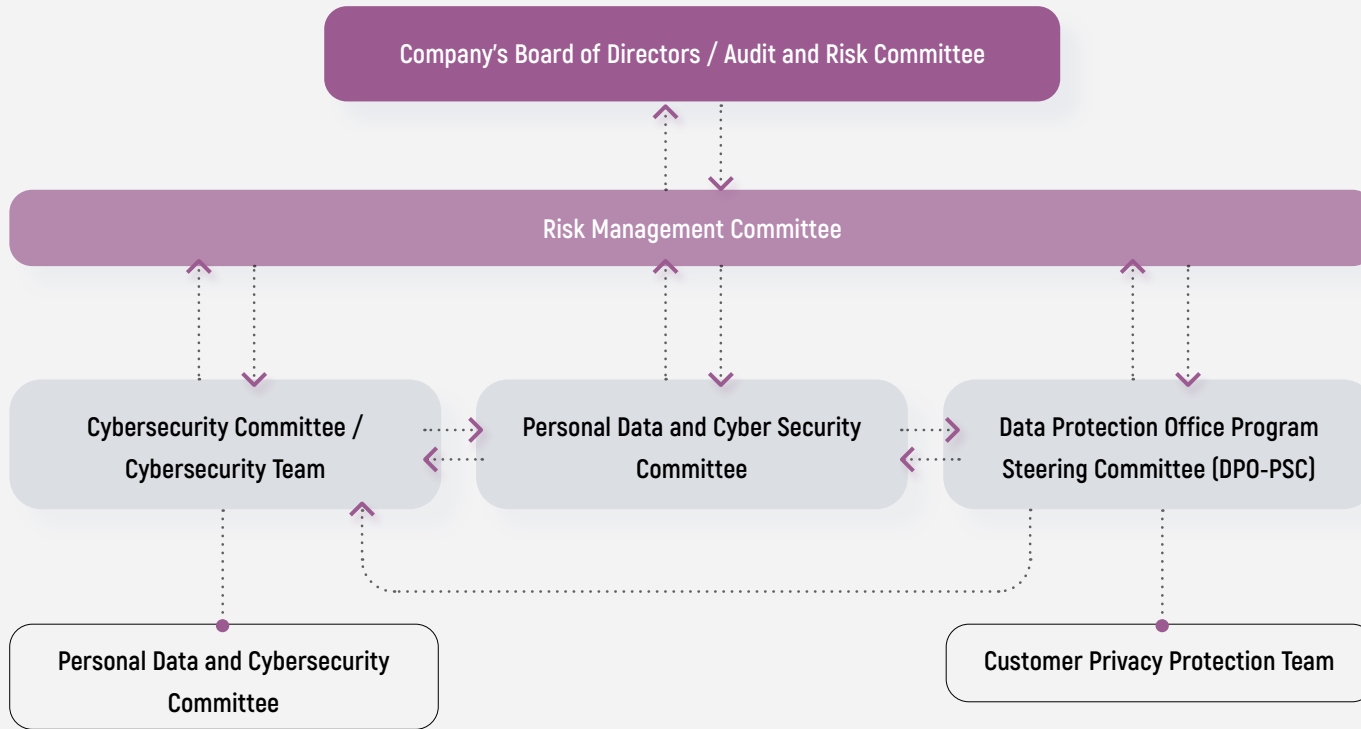 Company's Board of Directors / Audit and Risk Committee
Risk Management Committee
Cybersecurity Committee /
Cybersecurity Team
Personal Data and Cyber Security
Committee
Data Protection Office Program
Steering Committee (DPO-PSC)
Personal Data and Cybersecurity
Committee
Customer Privacy Protection Team